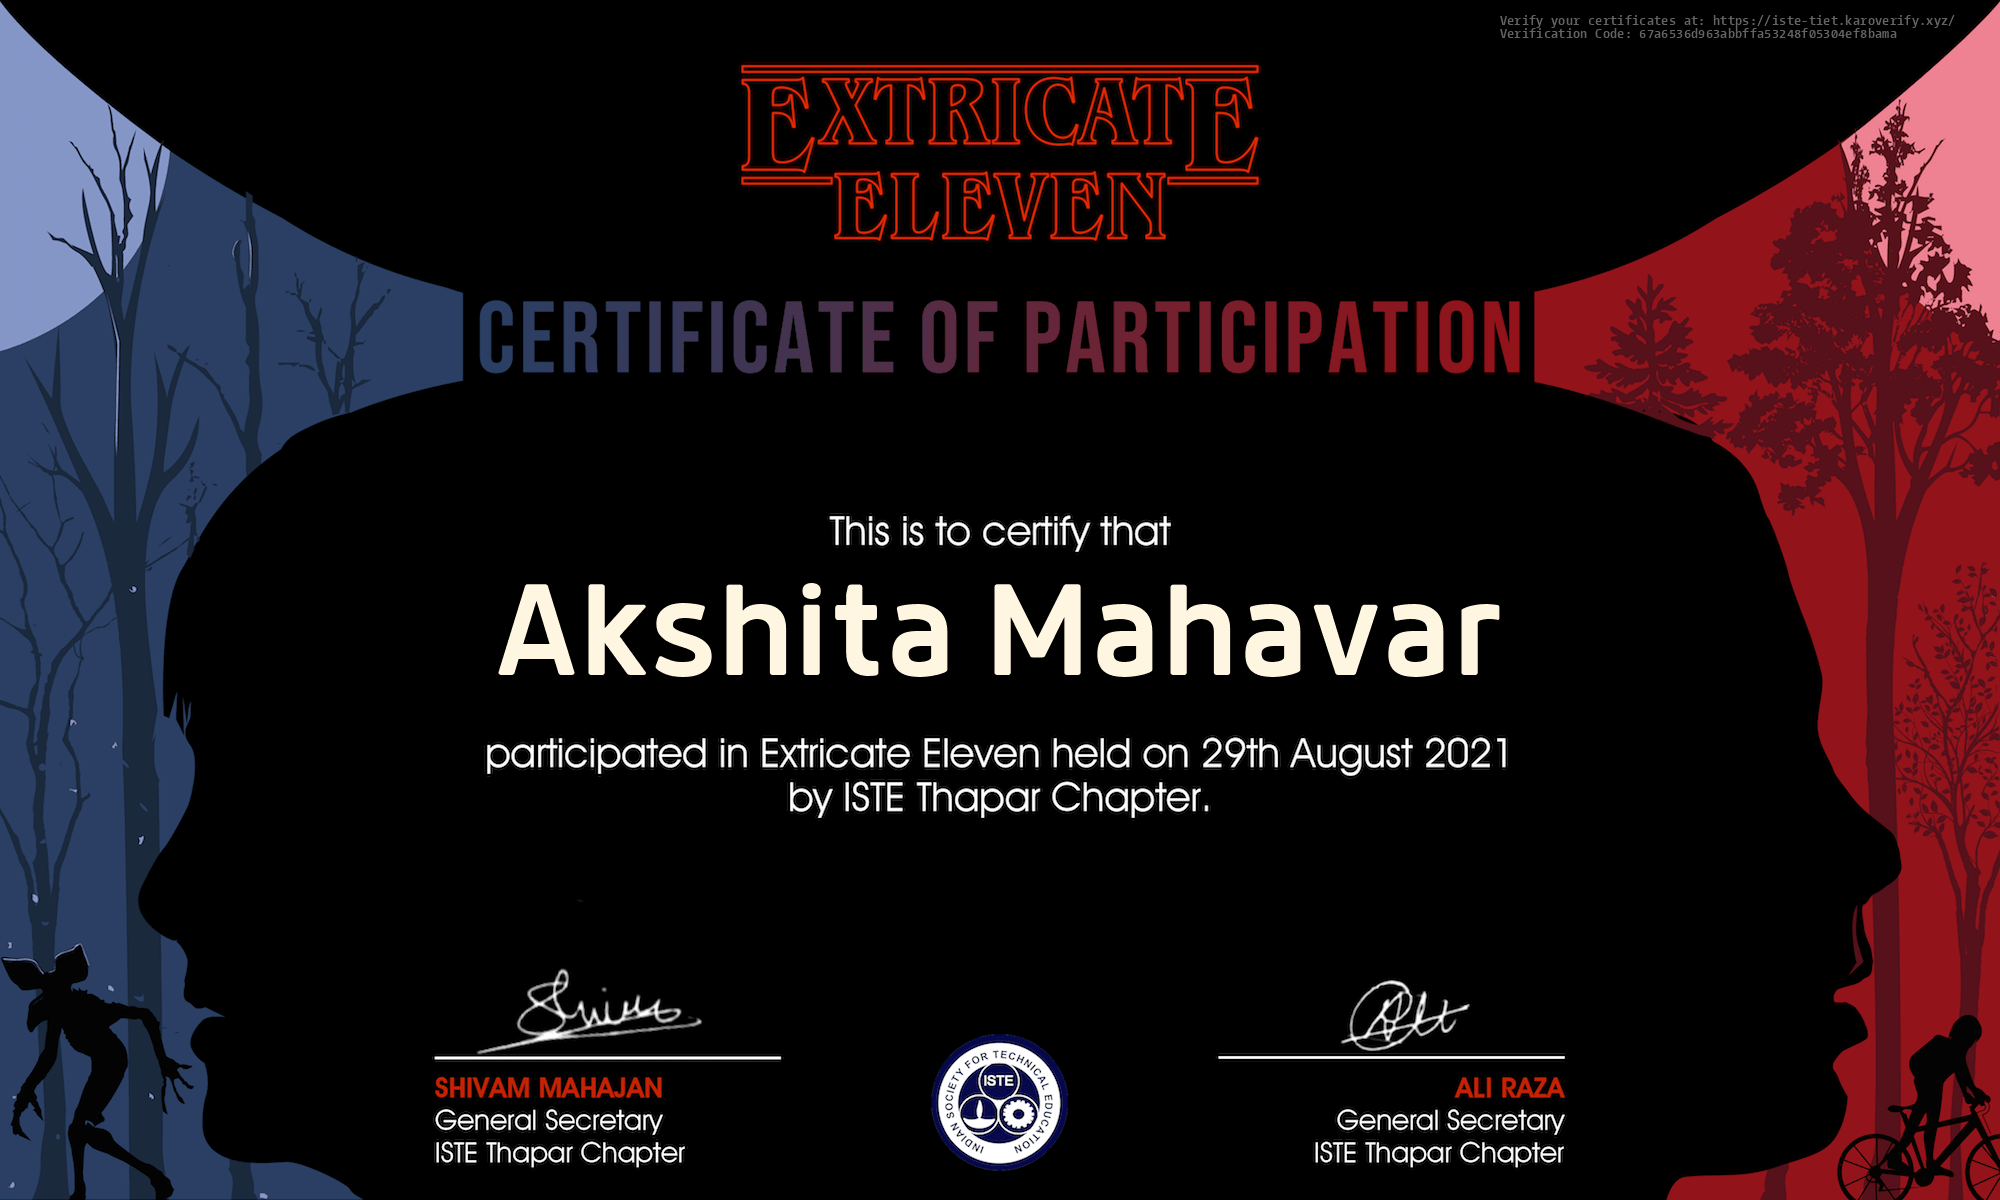 Verify your certificates at: https://iste-tiet.karoverify.xyz/
Verification Code: 67a6536d963abbffa53248f05304ef8bama
EXTRICATE
ELEVEN
CERTIFICATE OF PARTICIPATION
This is to certify that
Akshita Mahavar
participated in Extricate Eleven held on 29th August 2021
by ISTE Thapar Chapter.
SHIVAM MAHAJAN
General Secretary
ISTE Thapar Chapter
INDIAN SOCIETY FOR TECHNICAL EDUCATION
ISTE
ALI RAZA
General Secretary
ISTE Thapar Chapter